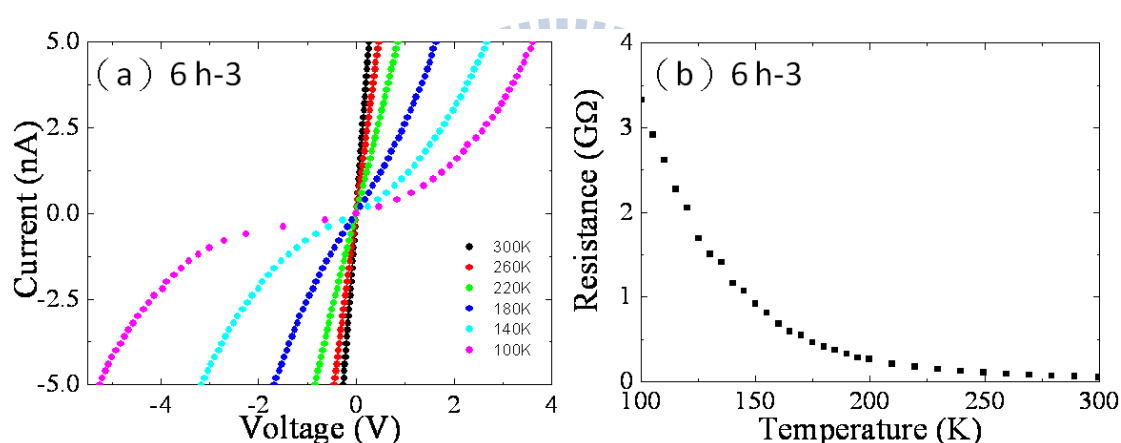 (a) 6 h-3
Current (nA)
5.0
2.5
0.0
-2.5
-5.0
300K
260K
220K
180K
140K
100K
-4
-2
0
2
4
Voltage (V)
(b) 6 h-3
Resistance (GΩ)
4
3
2
1
0
100
150
200
250
300
Temperature (K)